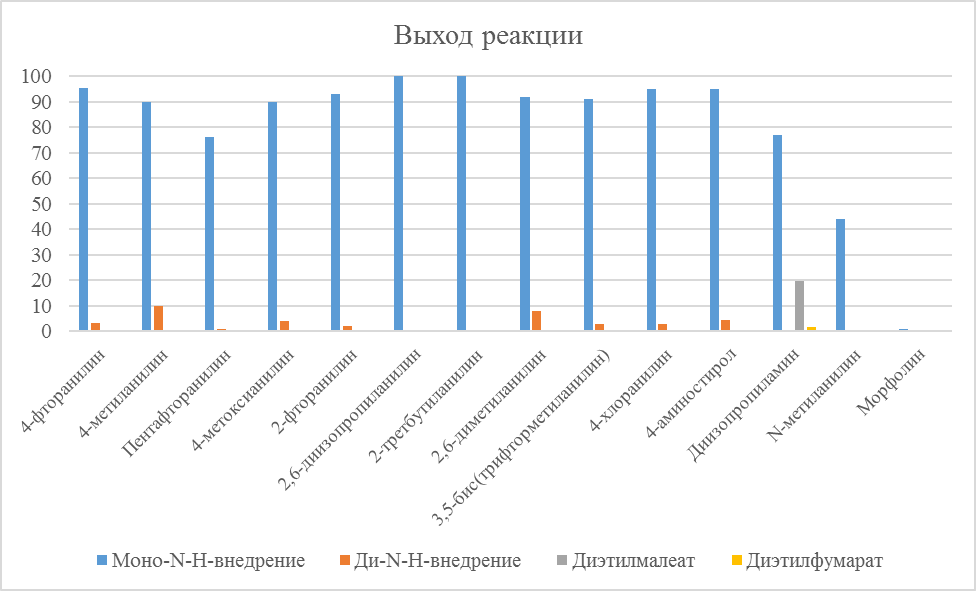 Выход реакции
100
90
80
70
60
50
40
30
20
10
0
4-фторанилин
4-метиланилин
Пентафторанилин
4-метоксианилин
2-фторанилин
2,6-диизопропиланилин
2-третбутиланилин
2,6-диметиланилин
3,5-бис(трифторметиланилин)
4-хлоранилин
4-аминостирол
Диизопропиламин
N-метиланилин
Морфолин
Моно-N-H-внедрение Ди-N-H-внедрение Диэтилмалеат Диэтилфумарат